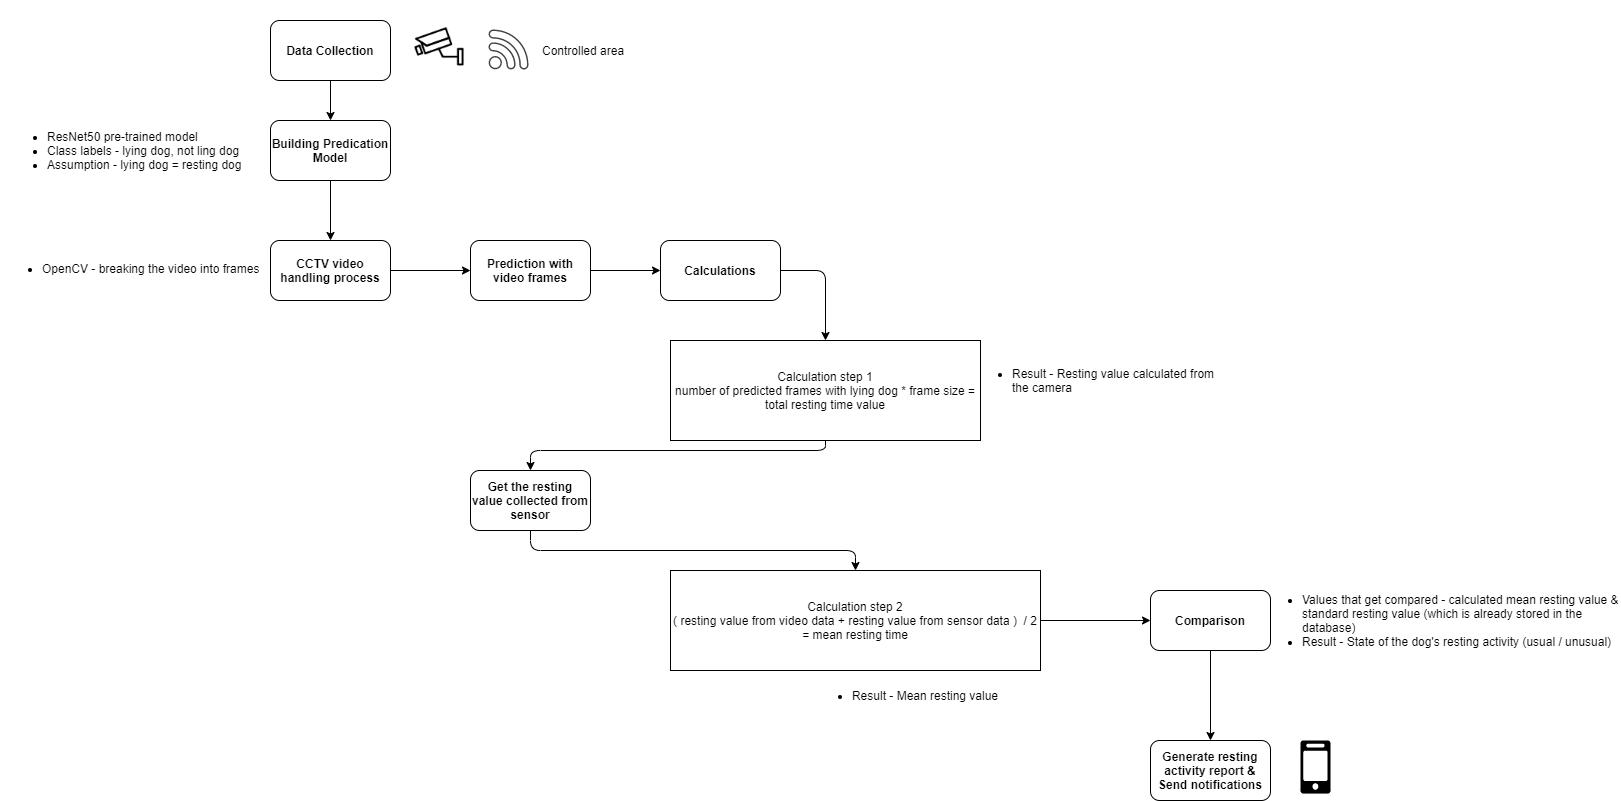 Data Collection
Controlled area
ResNet50 pre-trained model
Class labels - lying dog, not ling dog
Assumption - lying dog = resting dog
Building Predication
Model
OpenCV - breaking the video into frames
CCTV video
handling process
Prediction with
video frames
Calculations
Calculation step 1
number of predicted frames with lying dog * frame size =
total resting time value
Result - Resting value calculated from
the camera
Get the resting
value collected from
sensor
Calculation step 2
( resting value from video data + resting value from sensor data ) / 2
= mean resting time
Result - Mean resting value
Comparison
Values that get compared - calculated mean resting value &
standard resting value (which is already stored in the
database)
Result - State of the dog's resting activity (usual / unusual)
Generate resting
activity report &
Send notifications